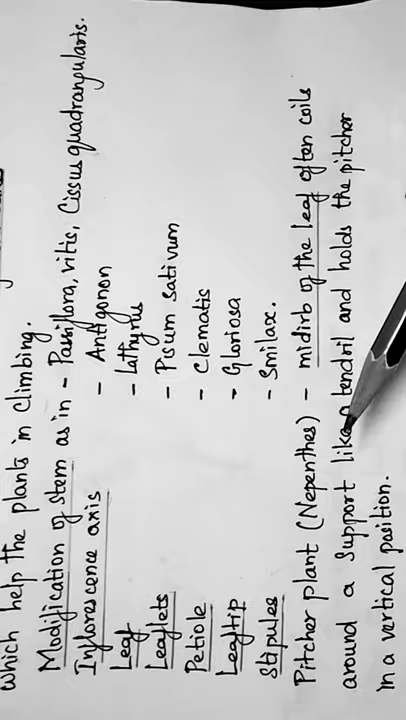 which help the plants in climbing.
Modification of stem as in - Passiflora, vitis, Cissus quadrangularis.
Inflorescence axis - Antigonon
Leaf - Lathyrus
Leaflets - Pisum sativum
Petiole - Clematis
Leaftip - Gloriosa
Stipules - Smilax.
Pitcher plant (Nepenthes) - midirb of the leaf often coils
around a support like a tendril and holds the pitcher
in a vertical position.